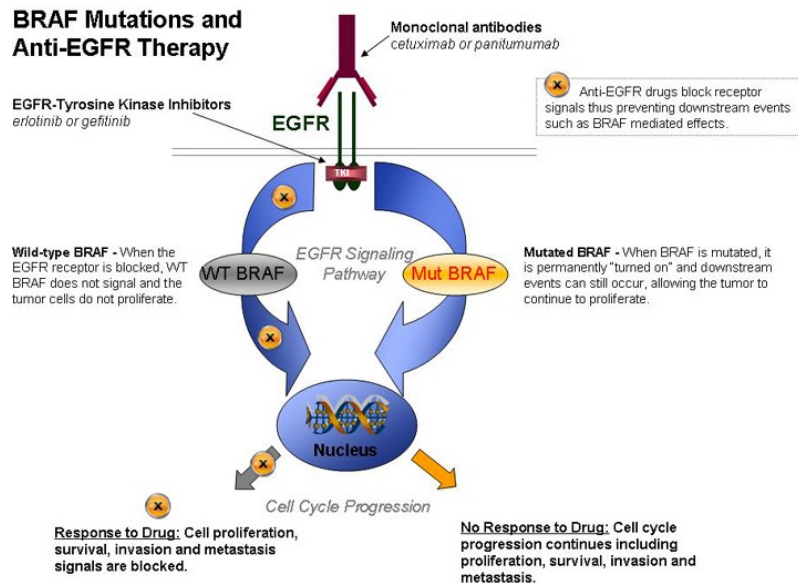 BRAF Mutations and
Anti-EGFR Therapy
Monoclonal antibodies
cetuximab or panitumumab
X
Anti-EGFR drugs block receptor
signals thus preventing downstream events
such as BRAF mediated effects.
EGFR-Tyrosine Kinase Inhibitors
erlotinib or gefitinib
EGFR
TKI
X
Wild-type BRAF - When the
EGFR receptor is blocked, WT
BRAF does not signal and the
tumor cells do not proliferate.
WT BRAF
EGFR Signaling
Pathway
Mut BRAF
Mutated BRAF - When BRAF is mutated, it
is permanently "turned on" and downstream
events can still occur, allowing the tumor to
continue to proliferate.
X
Nucleus
X
X
Cell Cycle Progression
Response to Drug: Cell proliferation,
survival, invasion and metastasis
signals are blocked.
No Response to Drug: Cell cycle
progression continues including
proliferation, survival, invasion and
metastasis.